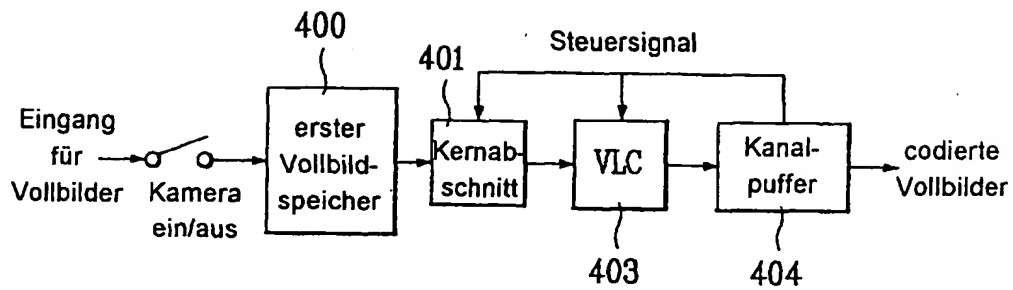 400
401
Steuersignal
Eingang
für
Vollbilder
Kamera
ein/aus
erster
Vollbild-
speicher
Kernab-
schnitt
VLC
Kanal-
puffer
codierte
Vollbilder
403
404